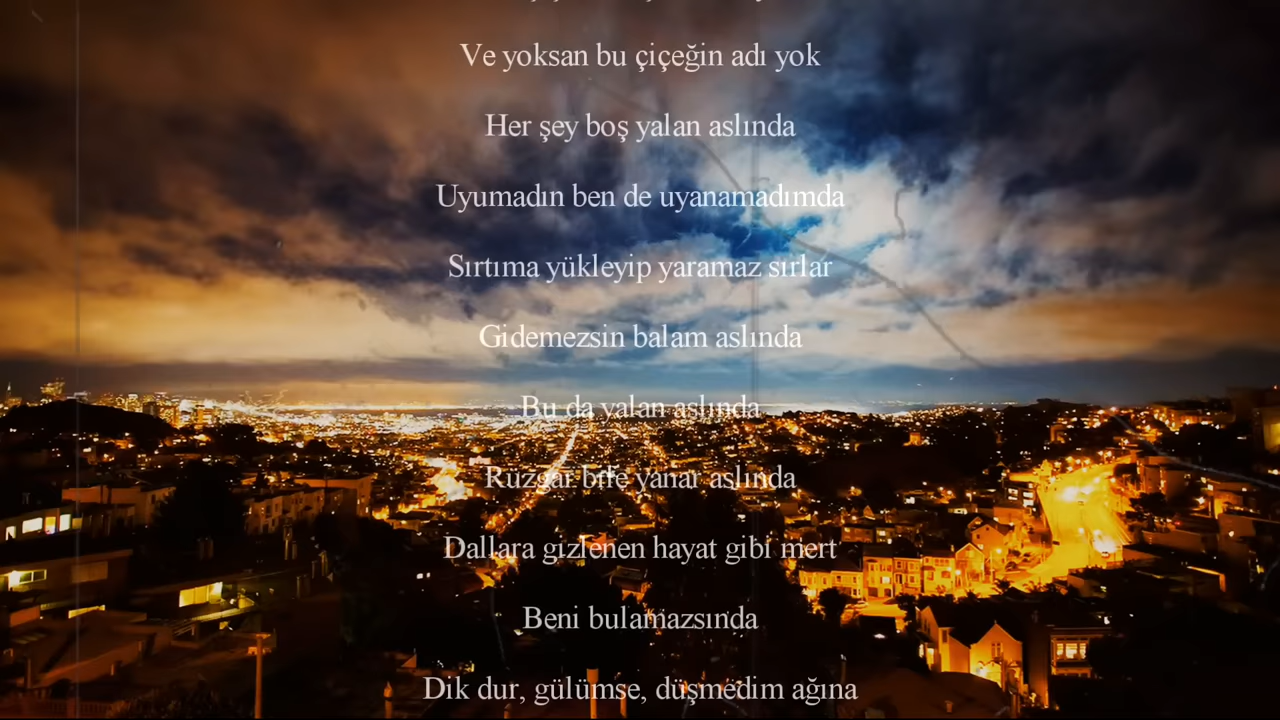 Ve yoksan bu çiçeğin adı yok
Her şey boş yalan aslında
Uyumadın ben de uyanamadımda
Sırtıma yükleyip yaramaz sırlar
Gidemezsin balam aslında
Bu da yalan aslında
Rüzgar bile yanar aslında
Dallara gizlenen hayat gibi mert
Beni bulamazsında
Dik dur, gülümse, düşmedim ağına